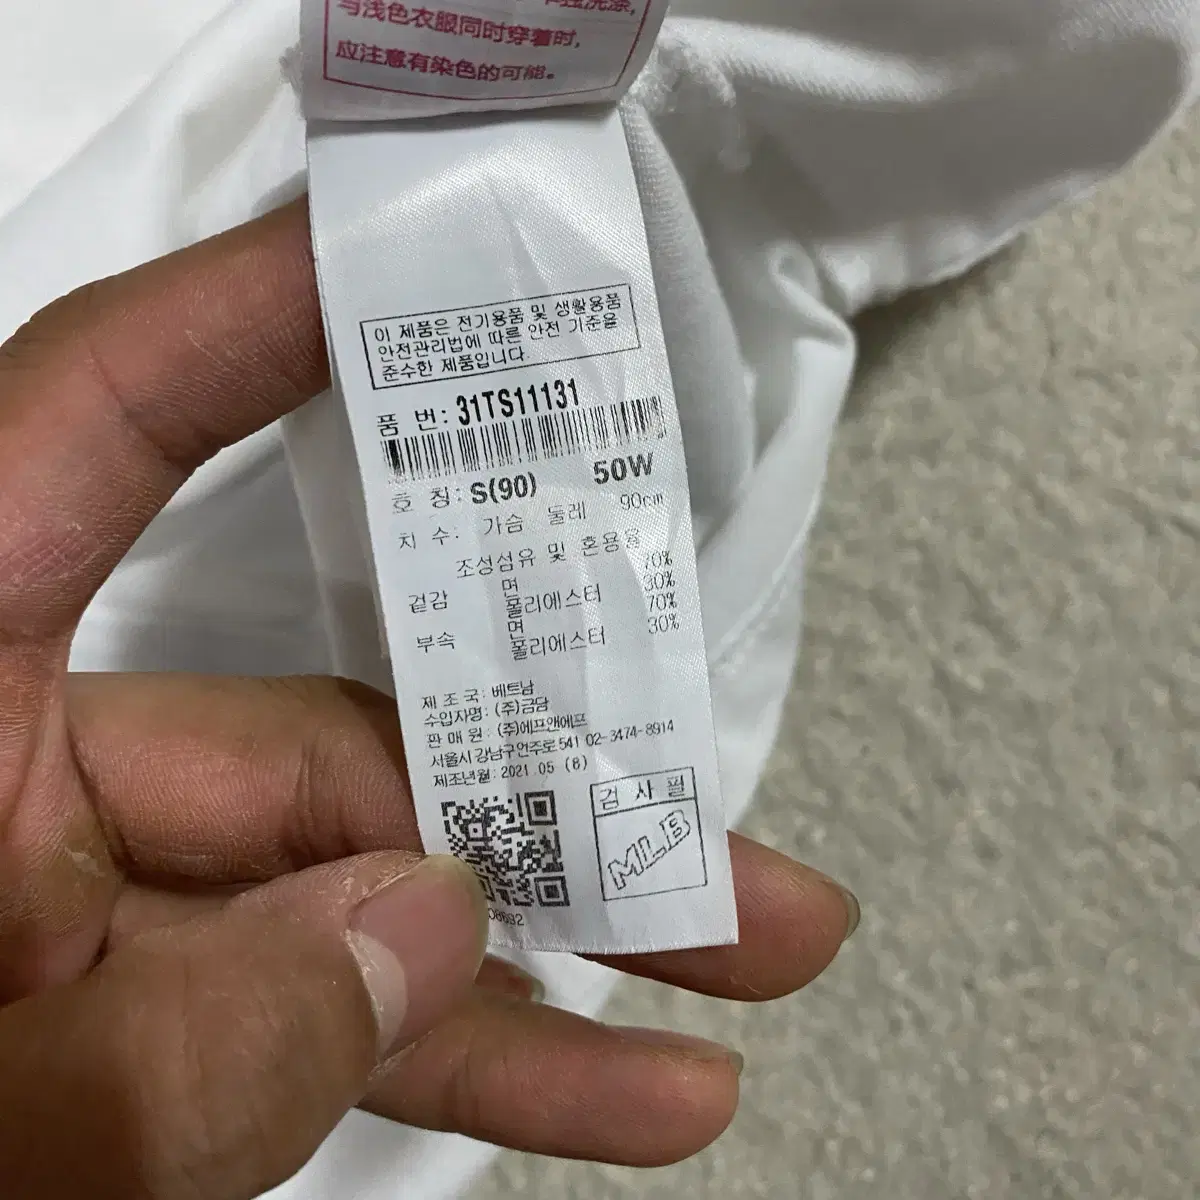 与浅色衣服同时穿着时,
应注意有染色的可能。
이 제품은 전기용품 및 생활용품
안전관리법에 따른 안전 기준을
준수한 제품입니다.
품 번: 31TS11131
호 칭: S(90) 50W
치 수: 가슴 둘레 90cm
조성섬유 및 혼용율
겉감 면 70%
폴리에스터 30%
부속 면 70%
폴리에스터 30%
제 조 국: 베트남
수입자명: (주)금담
판 매 원: (주)에프앤에프
서울시 강남구 언주로 541 02-3474-8914
제조년월: 2021.05 (8)
검 사 필
MLB
08692